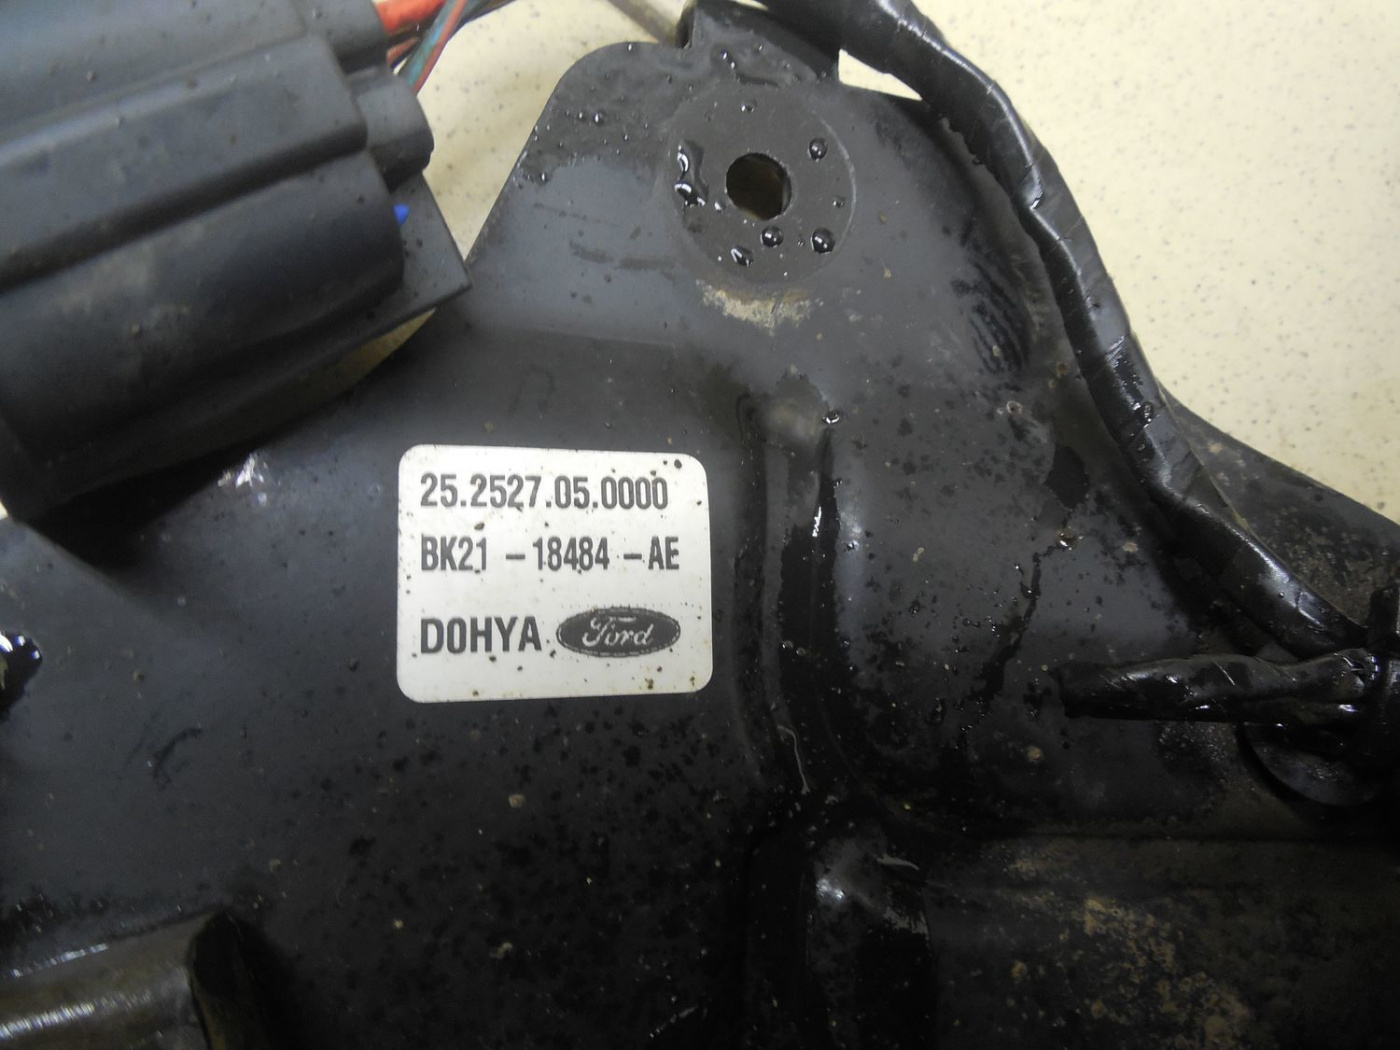 25.2527.05.0000
BK21 - 18484 - AE
DOHYA Ford